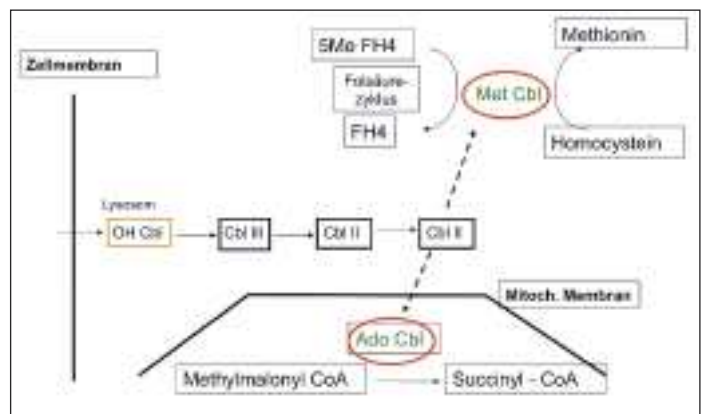 Zellmembran
5Me FH4
Folsäure-
zyklus
FH4
Met Cbl
Methionin
Homocystein
Lysosom
OH Cbl
Cbl III
Cbl II
Cbl II
Mitoch. Membran
Ado Cbl
Methylmalonyl CoA
Succinyl - CoA